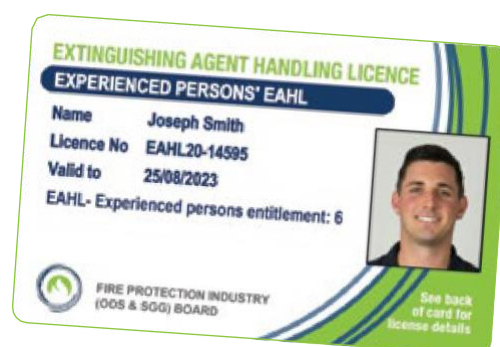 EXTINGUISHING AGENT HANDLING LICENCE
EXPERIENCED PERSONS' EAHL
Name Joseph Smith
Licence No EAHL20-14595
Valid to 25/08/2023
EAHL- Experienced persons entitlement: 6
FIRE PROTECTION INDUSTRY
(ODS & SGG) BOARD
See back
of card for
license details